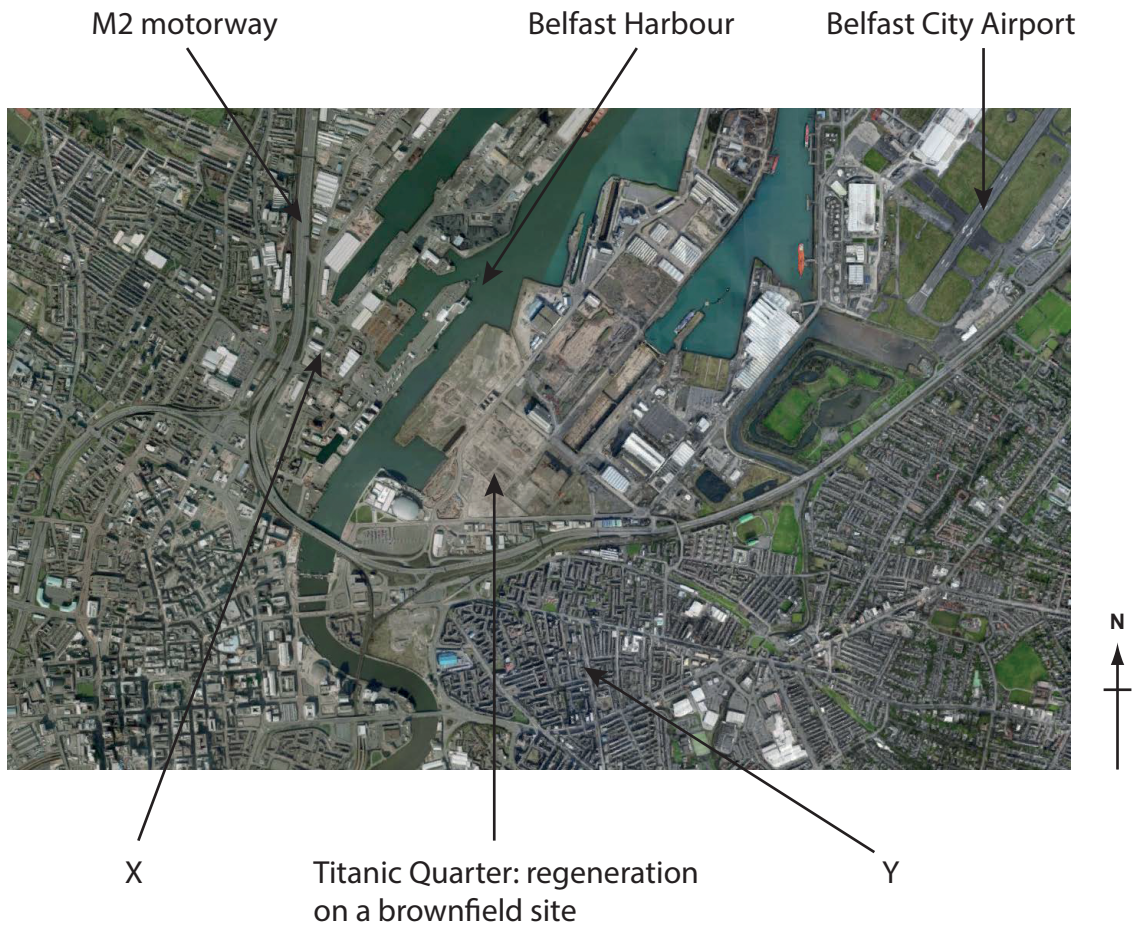 M2 motorway
Belfast Harbour
Belfast City Airport
N
X
Titanic Quarter: regeneration
on a brownfield site
Y